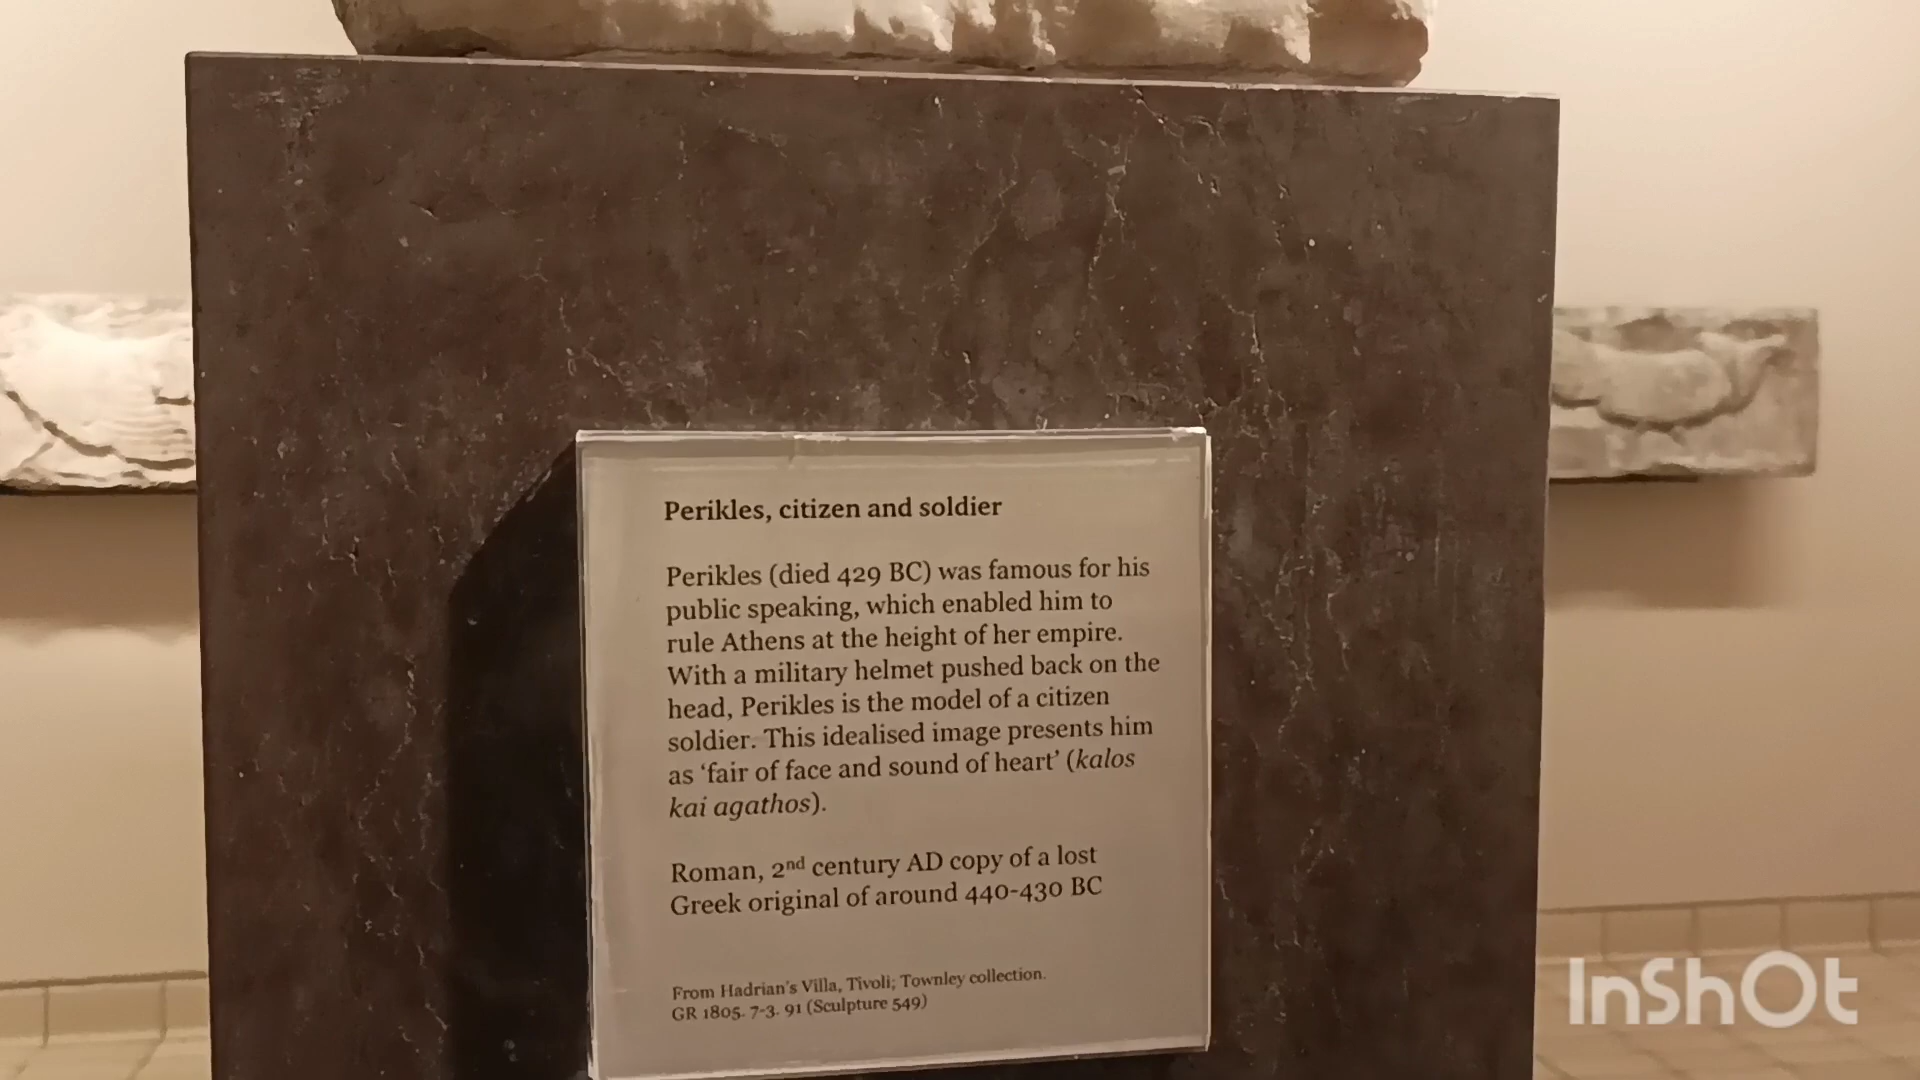 Perikles, citizen and soldier
Perikles (died 429 BC) was famous for his
public speaking, which enabled him to
rule Athens at the height of her empire.
With a military helmet pushed back on the
head, Perikles is the model of a citizen
soldier. This idealised image presents him
as ‘fair of face and sound of heart’ (kalos
kai agathos).
Roman, 2nd century AD copy of a lost
Greek original of around 440-430 BC
From Hadrian's Villa, Tivoli; Townley collection.
GR 1805. 7-3. 91 (Sculpture 549)
InShOt